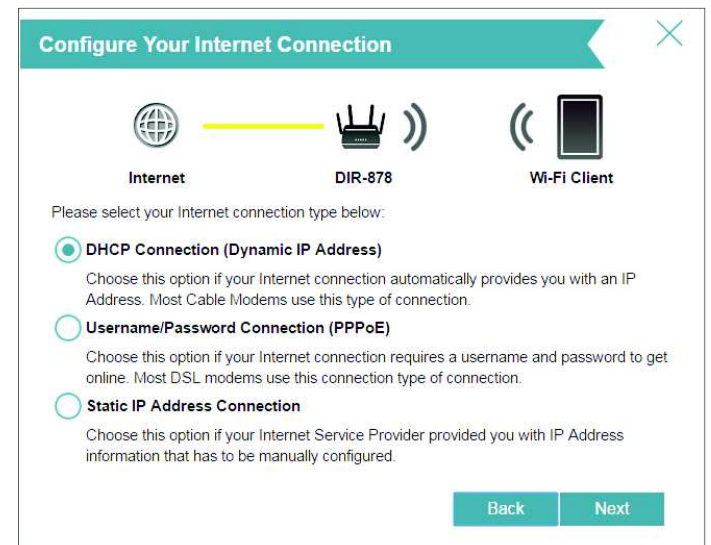 Configure Your Internet Connection
Internet
DIR-878
Wi-Fi Client
Please select your Internet connection type below:
DHCP Connection (Dynamic IP Address)
Choose this option if your Internet connection automatically provides you with an IP
Address. Most Cable Modems use this type of connection.
Username/Password Connection (PPPoE)
Choose this option if your Internet connection requires a username and password to get
online. Most DSL modems use this connection type of connection.
Static IP Address Connection
Choose this option if your Internet Service Provider provided you with IP Address
information that has to be manually configured.
Back
Next